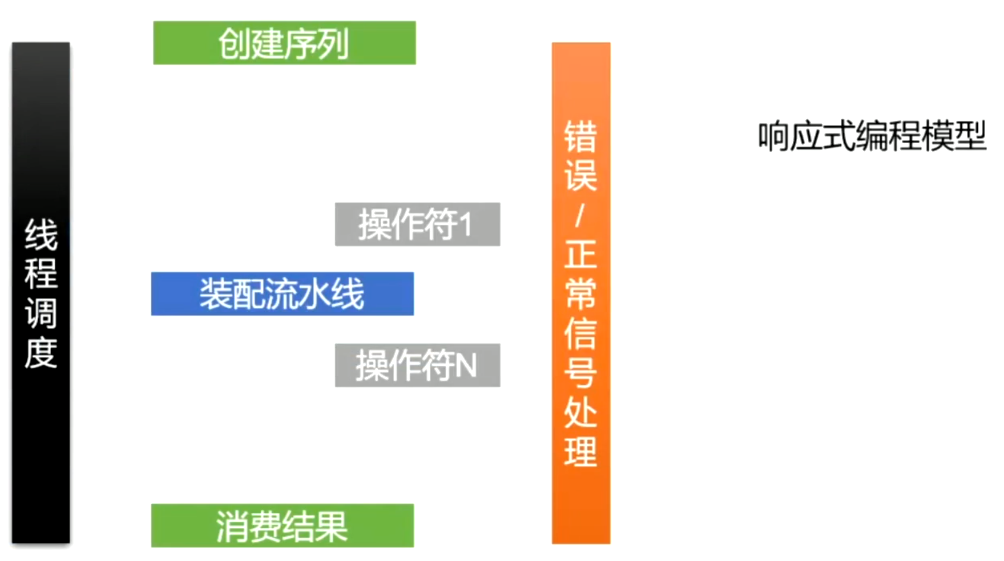 创建序列
线程调度
操作符1
装配流水线
操作符N
消费结果
错误/正常信号处理
响应式编程模型